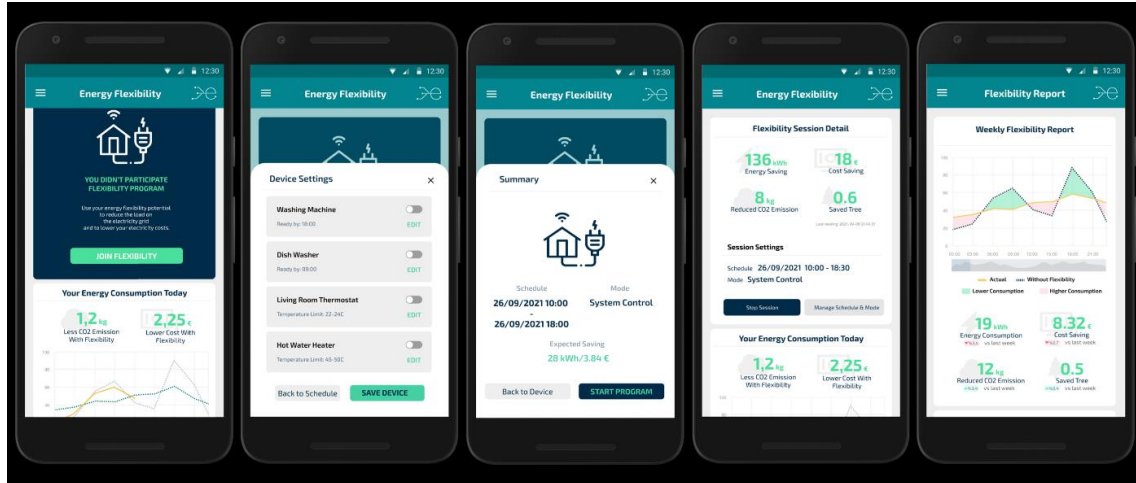 12:30
Energy Flexibility
YOU DIDN'T PARTICIPATE
FLEXIBILITY PROGRAM
Use your energy flexibility potential
to reduce the load on
the electricity grid
and to lower your electricity costs.
JOIN FLEXIBILITY
Your Energy Consumption Today
1,2 kg
Less CO2 Emission
With Flexibility
2,25 €
Lower Cost With
Flexibility
12:30
Energy Flexibility
Device Settings
Washing Machine
Ready by: 18:00
EDIT
Dish Washer
Ready by: 09:00
EDIT
Living Room Thermostat
Temperature Limit: 22-24C
EDIT
Hot Water Heater
Temperature Limit: 45-50C
EDIT
Back to Schedule
SAVE DEVICE
12:30
Energy Flexibility
Summary
Schedule
26/09/2021 10:00
-
26/09/2021 18:00
Mode
System Control
Expected Saving
28 kWh/3.84 €
Back to Device
START PROGRAM
12:30
Energy Flexibility
Flexibility Session Detail
136 kWh
Energy Saving
18 €
Cost Saving
8 kg
Reduced CO2 Emission
0.6
Saved Tree
Session Settings
Schedule 26/09/2021 10:00 - 18:30
Mode System Control
Stop Session
Manage Schedule & Mode
Your Energy Consumption Today
1,2 kg
Less CO2 Emission
With Flexibility
2,25 €
Lower Cost With
Flexibility
12:30
Flexibility Report
Weekly Flexibility Report
Actual
Without Flexibility
Lower Consumption
Higher Consumption
19 kWh
Energy Consumption
vs last week
8.32 €
Cost Saving
vs last week
12 kg
Reduced CO2 Emission
vs last week
0.5
Saved Tree
vs last week